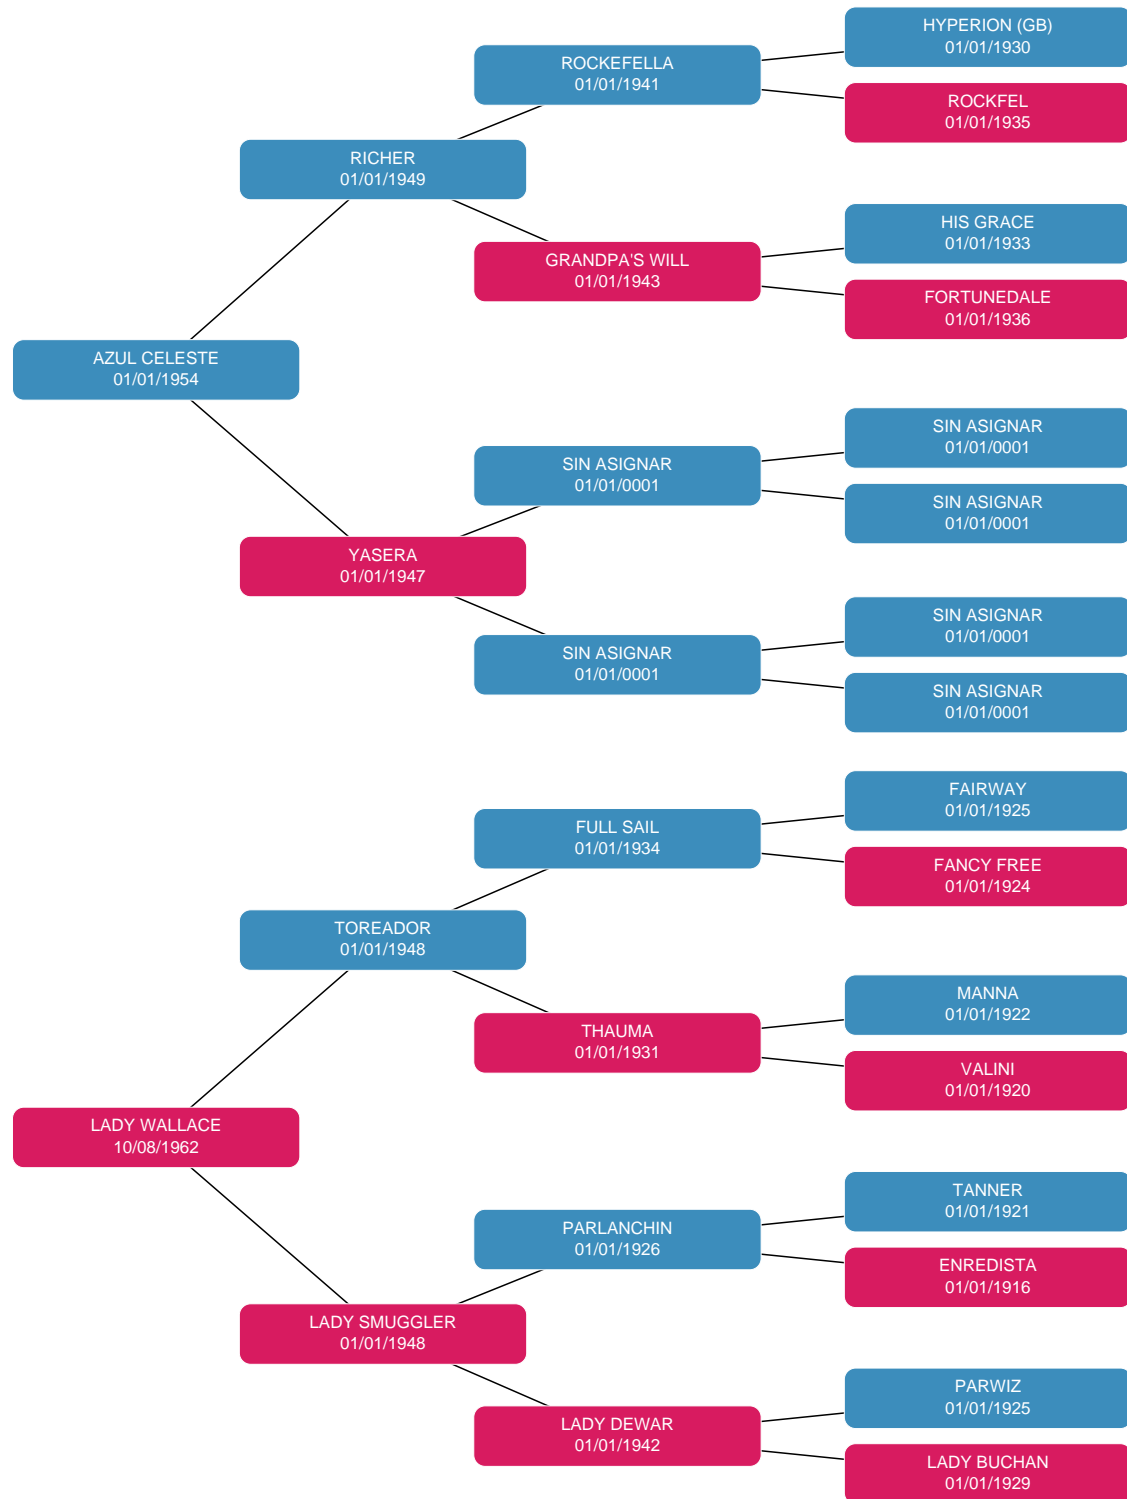 HYPERION (GB)
01/01/1930
ROCKEFELLA
01/01/1941
ROCKFEL
01/01/1935
RICHER
01/01/1949
HIS GRACE
01/01/1933
GRANDPA'S WILL
01/01/1943
FORTUNEDALE
01/01/1936
AZUL CELESTE
01/01/1954
SIN ASIGNAR
01/01/0001
SIN ASIGNAR
01/01/0001
SIN ASIGNAR
01/01/0001
YASERA
01/01/1947
SIN ASIGNAR
01/01/0001
SIN ASIGNAR
01/01/0001
SIN ASIGNAR
01/01/0001
FAIRWAY
01/01/1925
FULL SAIL
01/01/1934
FANCY FREE
01/01/1924
TOREADOR
01/01/1948
MANNA
01/01/1922
THAUMA
01/01/1931
VALINI
01/01/1920
LADY WALLACE
10/08/1962
TANNER
01/01/1921
PARLANCHIN
01/01/1926
ENREDISTA
01/01/1916
LADY SMUGGLER
01/01/1948
PARWIZ
01/01/1925
LADY DEWAR
01/01/1942
LADY BUCHAN
01/01/1929